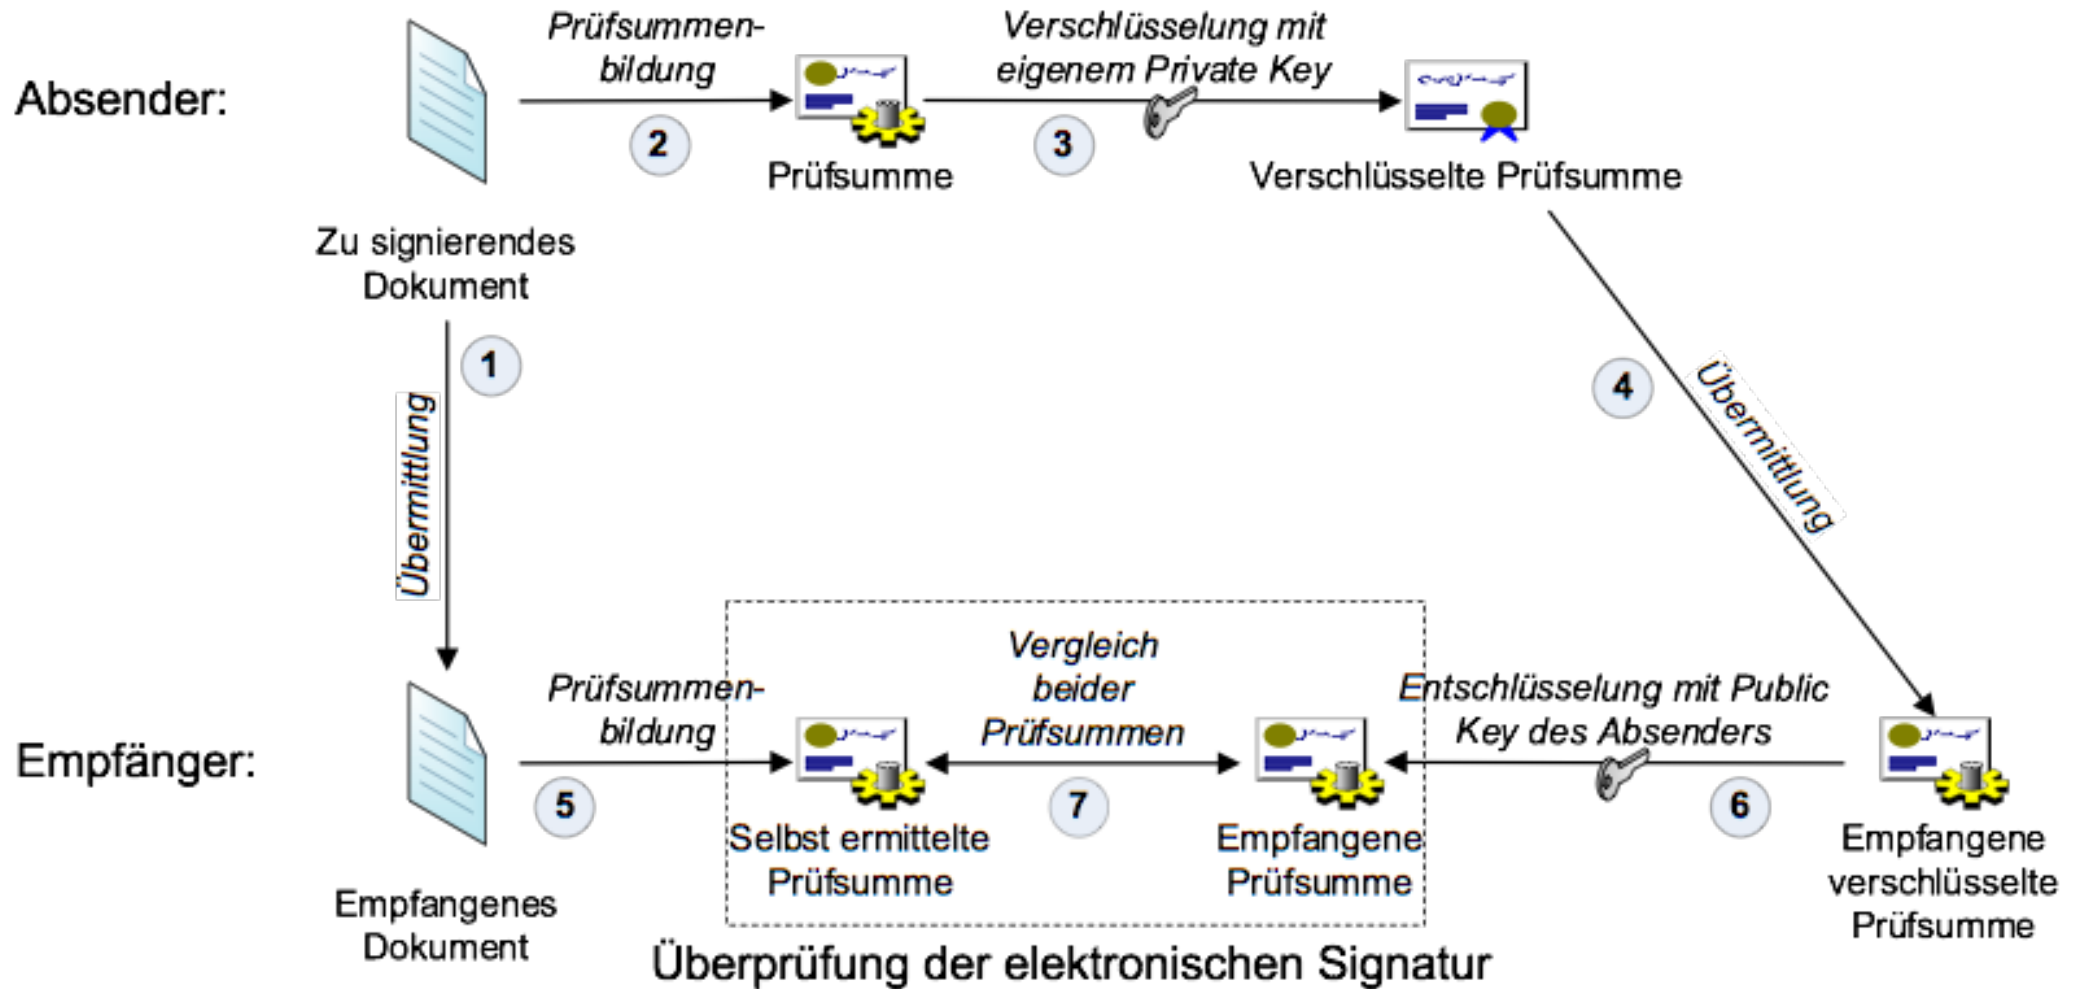 Absender:
Zu signierendes
Dokument
Prüfsummen-
bildung
2
Prüfsumme
Verschlüsselung mit
eigenem Private Key
3
Verschlüsselte Prüfsumme
1
Übermittlung
4
Übermittlung
Empfänger:
Empfangenes
Dokument
Prüfsummen-
bildung
5
Selbst ermittelte
Prüfsumme
Vergleich
beider
Prüfsummen
7
Empfangene
Prüfsumme
Entschlüsselung mit Public
Key des Absenders
6
Empfangene
verschlüsselte
Prüfsumme
Überprüfung der elektronischen Signatur